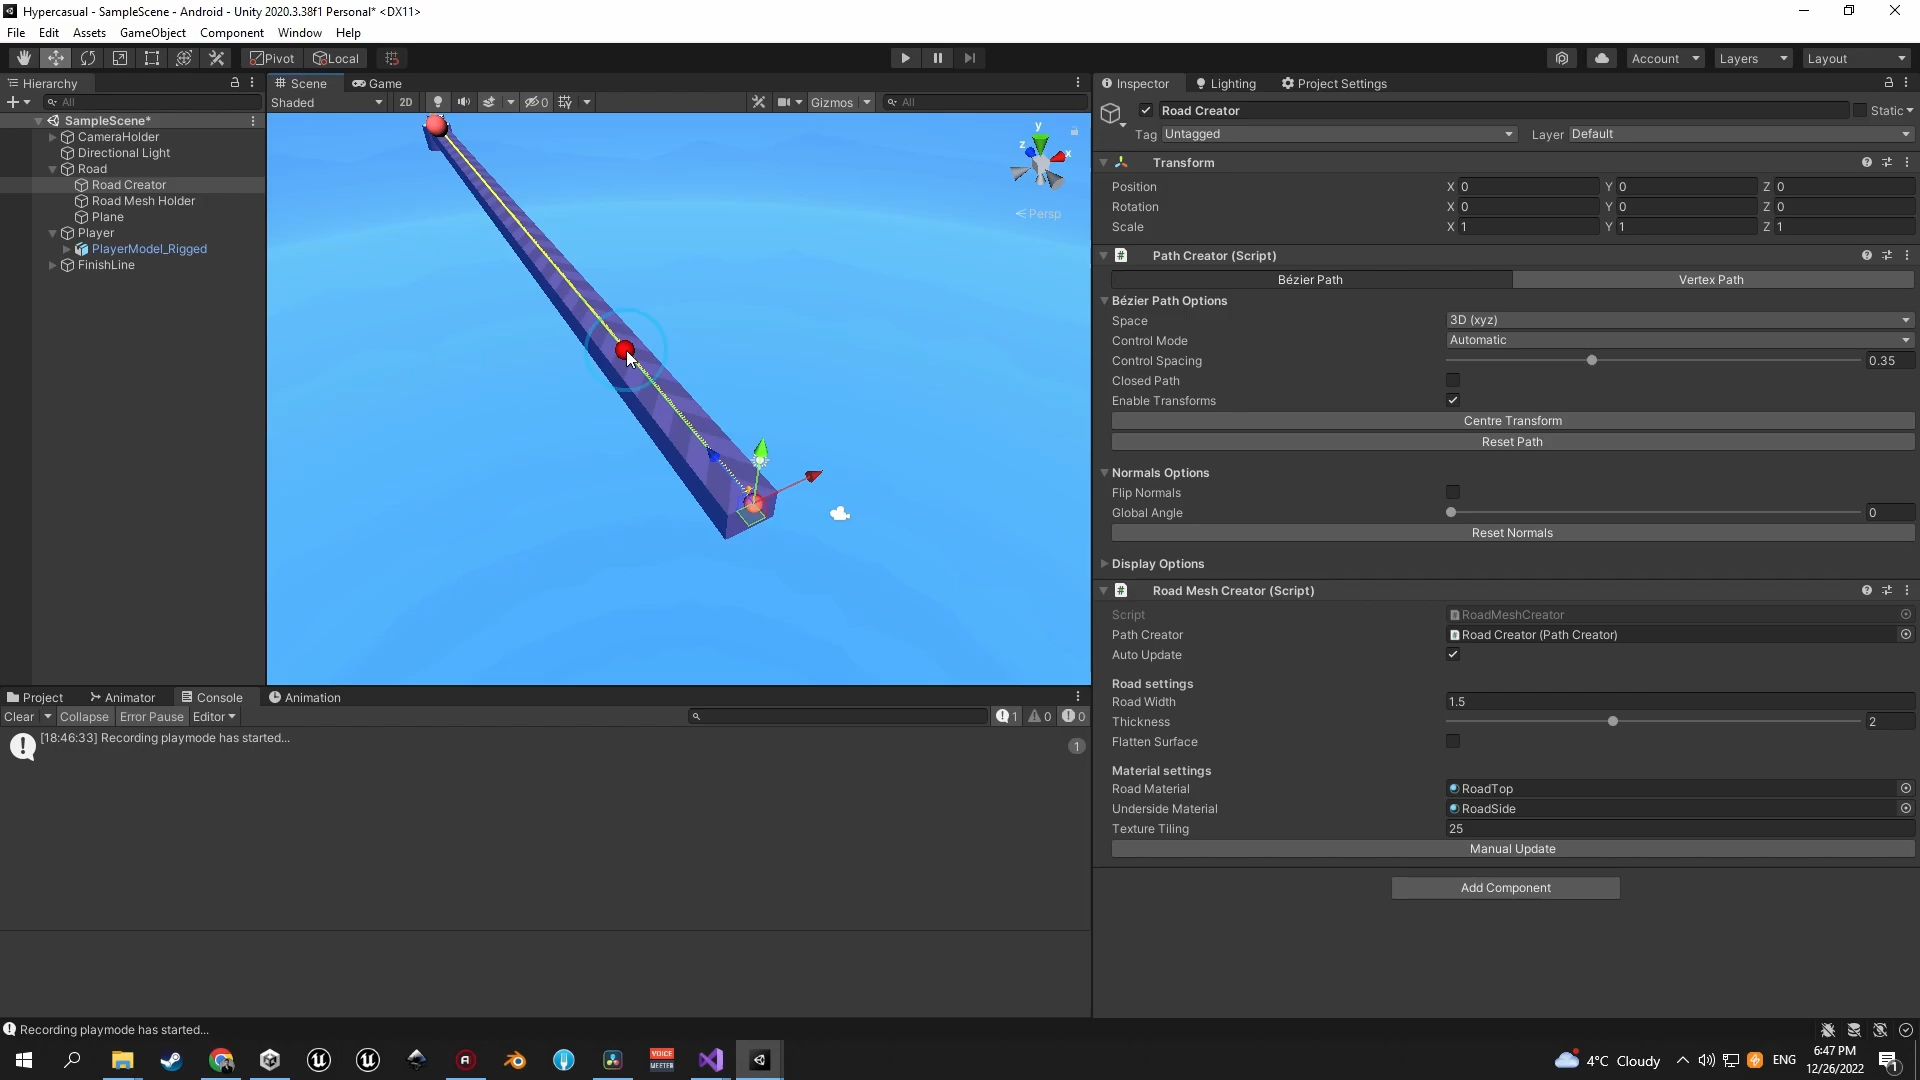 Hypercasual - SampleScene - Android - Unity 2020.3.38f1 Personal* <DX11>
File Edit Assets GameObject Component Window Help
Pivot Local Account Layers Layout
Hierarchy Scene Game Inspector Lighting Project Settings
All Shaded 2D 0 Gizmos All
Road Creator Static
Tag Untagged Layer Default
SampleScene*
CameraHolder
Directional Light
Road
Road Creator
Road Mesh Holder
Plane
Player
PlayerModel_Rigged
FinishLine
y
z x
Persp
Transform
Position X 0 Y 0 Z 0
Rotation X 0 Y 0 Z 0
Scale X 1 Y 1 Z 1
# Path Creator (Script)
Bézier Path Vertex Path
Bézier Path Options
Space 3D (xyz)
Control Mode Automatic
Control Spacing 0.35
Closed Path
Enable Transforms
Centre Transform
Reset Path
Normals Options
Flip Normals
Global Angle 0
Reset Normals
Display Options
# Road Mesh Creator (Script)
Script RoadMeshCreator
Path Creator Road Creator (Path Creator)
Auto Update
Road settings
Road Width 1.5
Thickness 2
Flatten Surface
Material settings
Road Material RoadTop
Underside Material RoadSide
Texture Tiling 25
Manual Update
Add Component
Project Animator Console Animation
Clear Collapse Error Pause Editor 1 0 0
[18:46:33] Recording playmode has started...
1
Recording playmode has started...
VOICE
MEETER
4°C Cloudy ENG 6:47 PM
12/26/2022
1